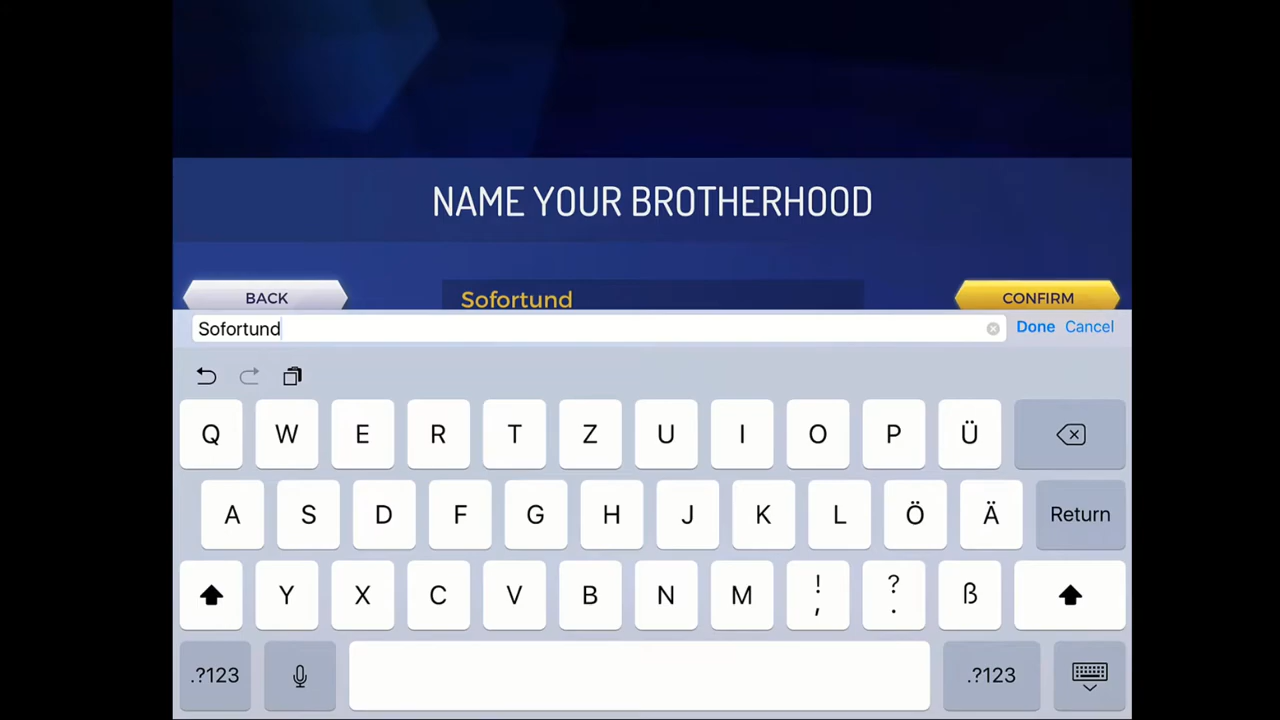 NAME YOUR BROTHERHOOD
BACK
Sofortund
CONFIRM
Sofortund
Done
Cancel
Q W E R T Z U I O P Ü
A S D F G H J K L Ö Ä Return
Y X C V B N M ! , ? . ß
.?123
.?123